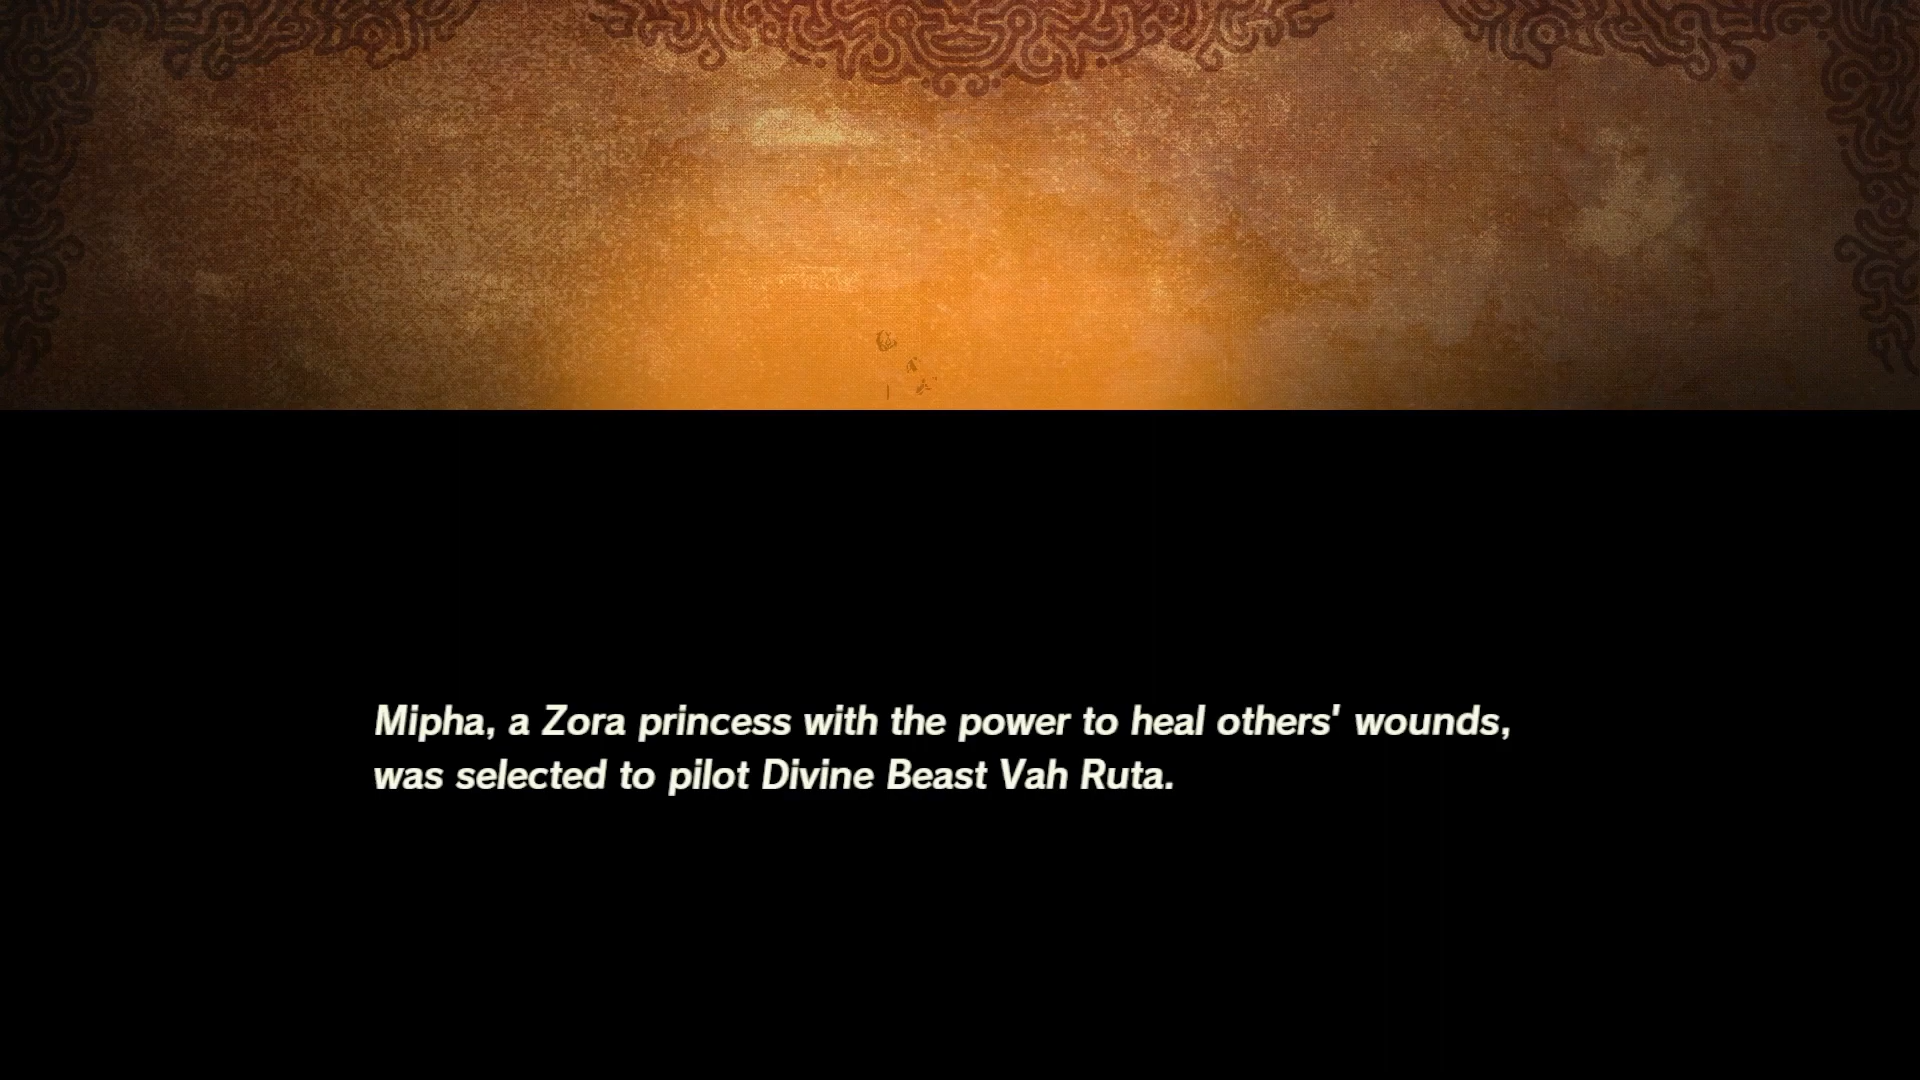 Mipha, a Zora princess with the power to heal others' wounds,
was selected to pilot Divine Beast Vah Ruta.